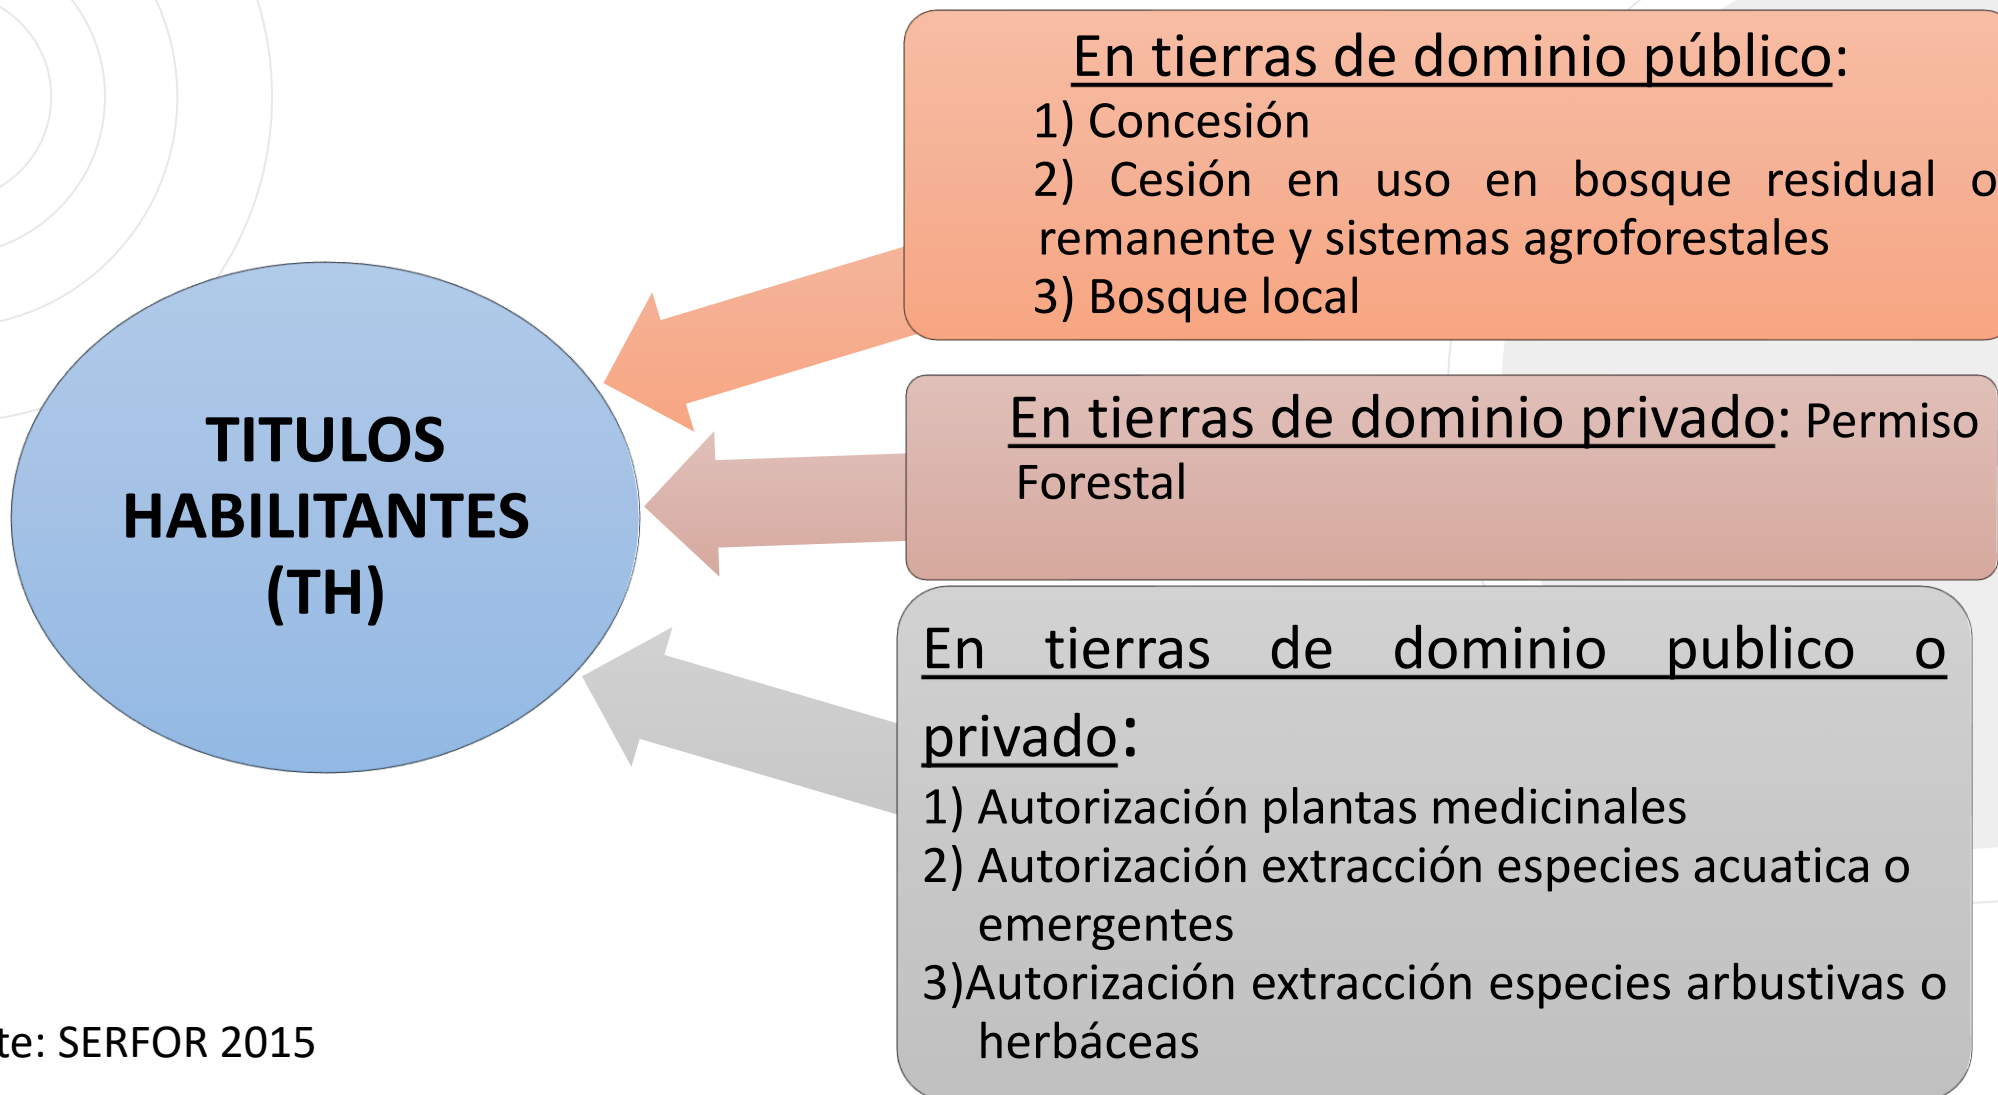 En tierras de dominio público:
1) Concesión
2) Cesión en uso en bosque residual o
remanente y sistemas agroforestales
3) Bosque local
TITULOS
HABILITANTES
(TH)
En tierras de dominio privado: Permiso
Forestal
En tierras de dominio publico o
privado:
1) Autorización plantas medicinales
2) Autorización extracción especies acuatica o
emergentes
3)Autorización extracción especies arbustivas o
herbáceas
te: SERFOR 2015